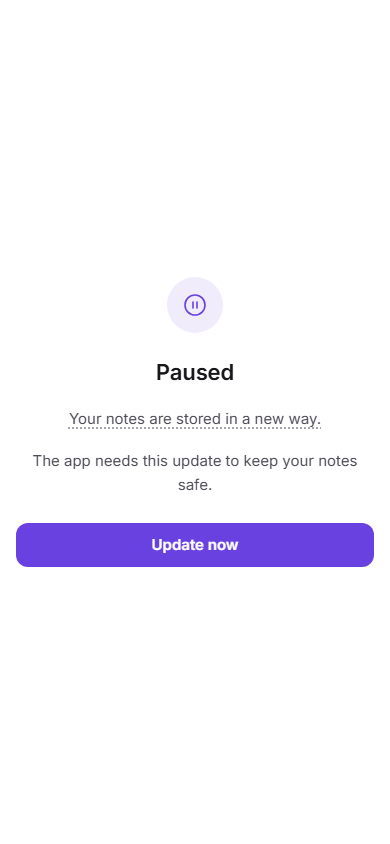 Paused
Your notes are stored in a new way.
The app needs this update to keep your notes
safe.
Update now